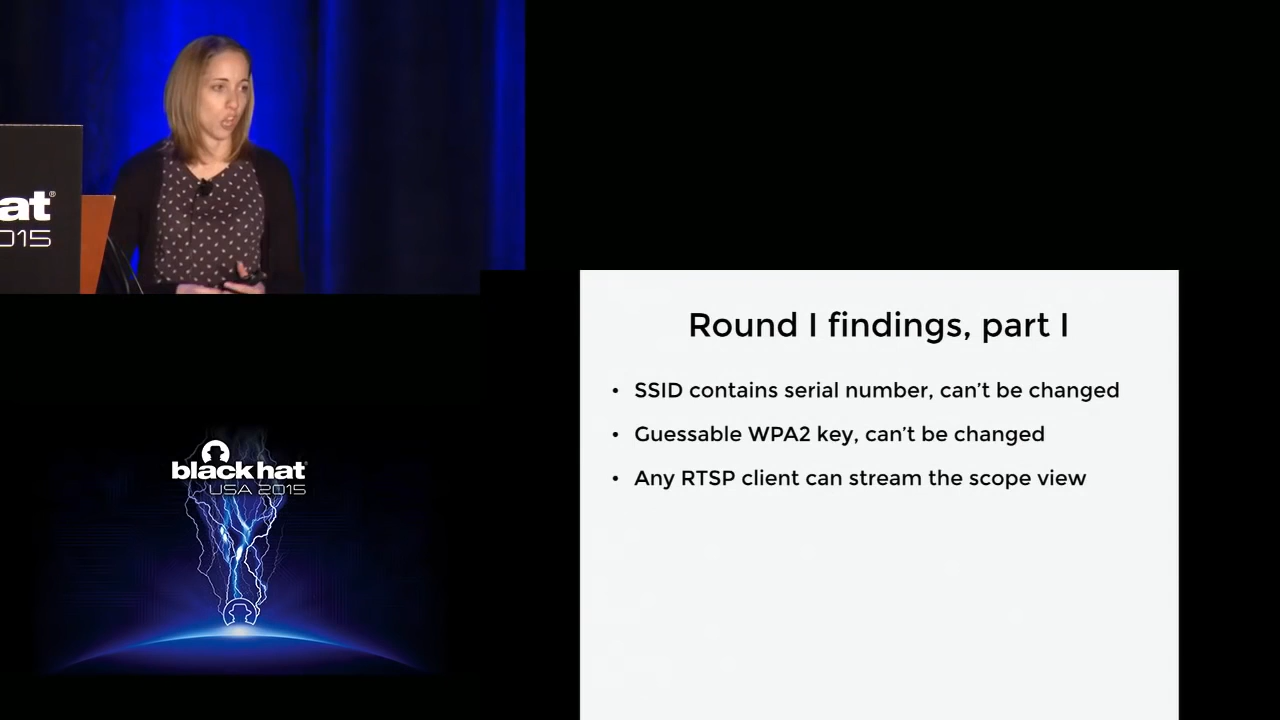 at®
015
Round I findings, part I
• SSID contains serial number, can't be changed
• Guessable WPA2 key, can't be changed
• Any RTSP client can stream the scope view
black hat®
USA 2015